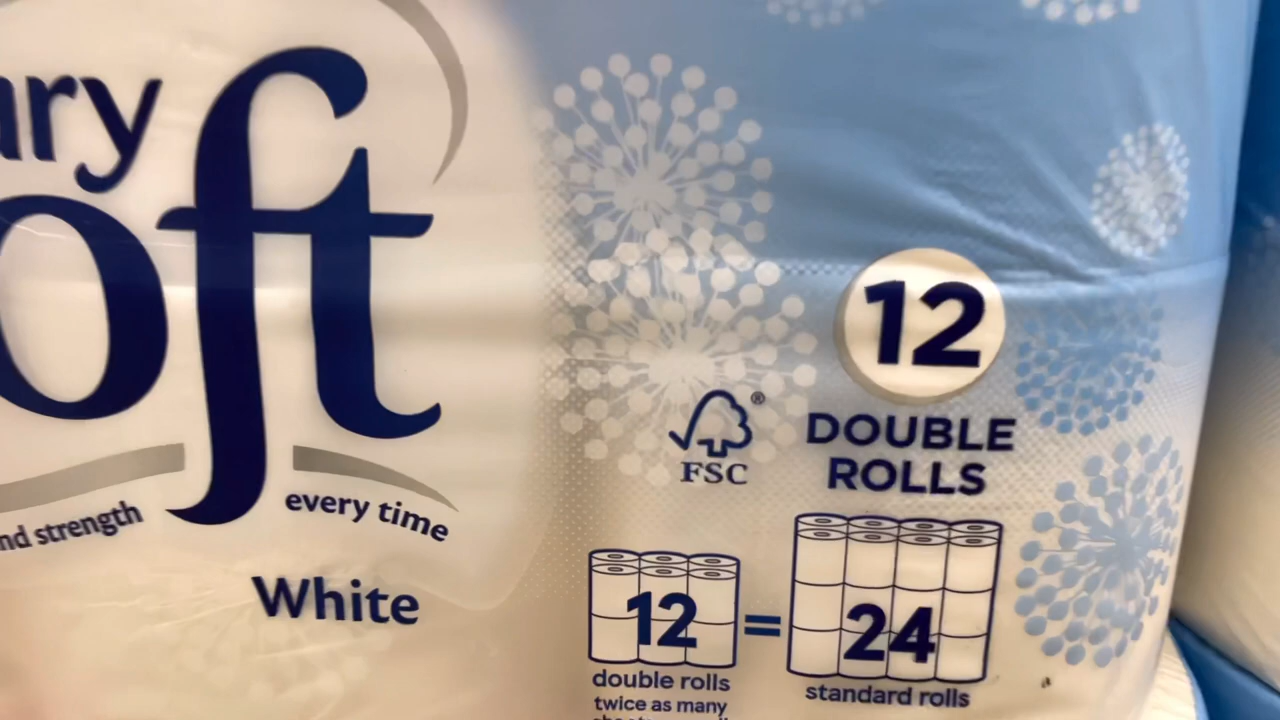 ary
oft
nd strength
every time
White
12
DOUBLE
ROLLS
®
FSC
12 = 24
double rolls
standard rolls
twice as many